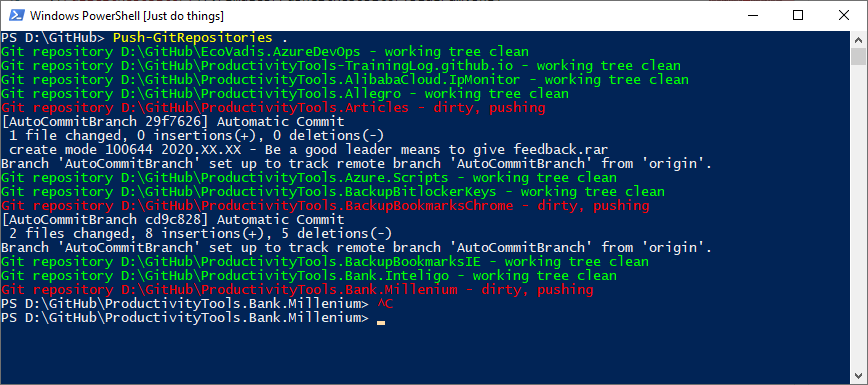 Windows PowerShell [Just do things]
PS D:\GitHub> Push-GitRepositories .
Git repository D:\GitHub\EcoVadis.AzureDevOps - working tree clean
Git repository D:\GitHub\ProductivityTools-TrainingLog.github.io - working tree clean
Git repository D:\GitHub\ProductivityTools.AlibabaCloud.IpMonitor - working tree clean
Git repository D:\GitHub\ProductivityTools.Allegro - working tree clean
Git repository D:\GitHub\ProductivityTools.Articles - dirty, pushing
[AutoCommitBranch 29f7626] Automatic Commit
 1 file changed, 0 insertions(+), 0 deletions(-)
 create mode 100644 2020.XX.XX - Be a good leader means to give feedback.rar
Branch 'AutoCommitBranch' set up to track remote branch 'AutoCommitBranch' from 'origin'.
Git repository D:\GitHub\ProductivityTools.Azure.Scripts - working tree clean
Git repository D:\GitHub\ProductivityTools.BackupBitlockerKeys - working tree clean
Git repository D:\GitHub\ProductivityTools.BackupBookmarksChrome - dirty, pushing
[AutoCommitBranch cd9c828] Automatic Commit
 2 files changed, 8 insertions(+), 5 deletions(-)
Branch 'AutoCommitBranch' set up to track remote branch 'AutoCommitBranch' from 'origin'.
Git repository D:\GitHub\ProductivityTools.BackupBookmarksIE - working tree clean
Git repository D:\GitHub\ProductivityTools.Bank.Inteligo - working tree clean
Git repository D:\GitHub\ProductivityTools.Bank.Millenium - dirty, pushing
PS D:\GitHub\ProductivityTools.Bank.Millenium> ^C
PS D:\GitHub\ProductivityTools.Bank.Millenium>